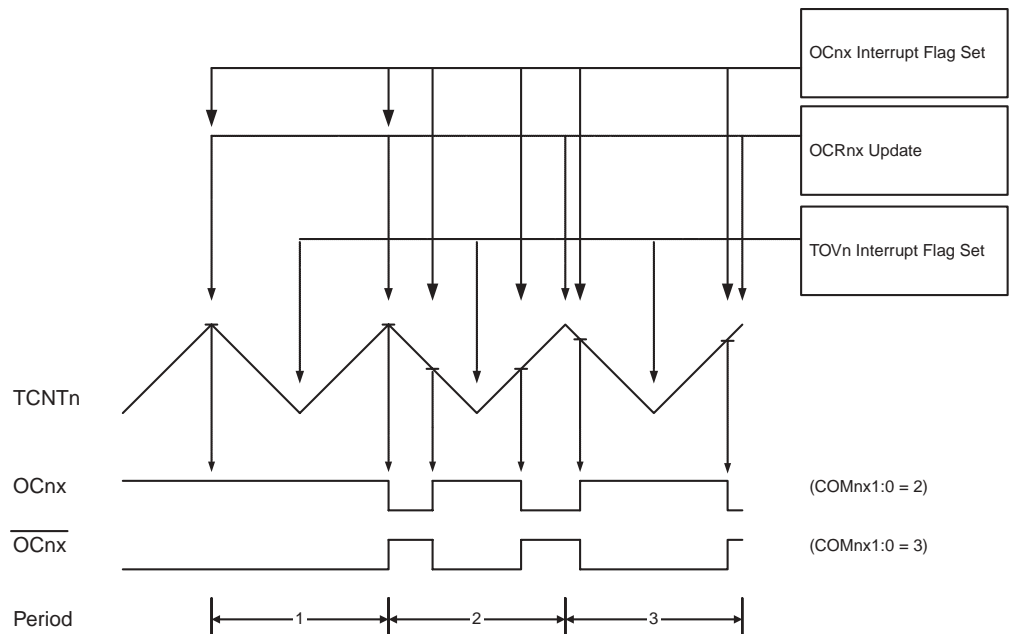 OCnx Interrupt Flag Set
OCRnx Update
TOVn Interrupt Flag Set
TCNTn
OCnx
(COMnx1:0 = 2)
OCnx
(COMnx1:0 = 3)
Period
1
2
3